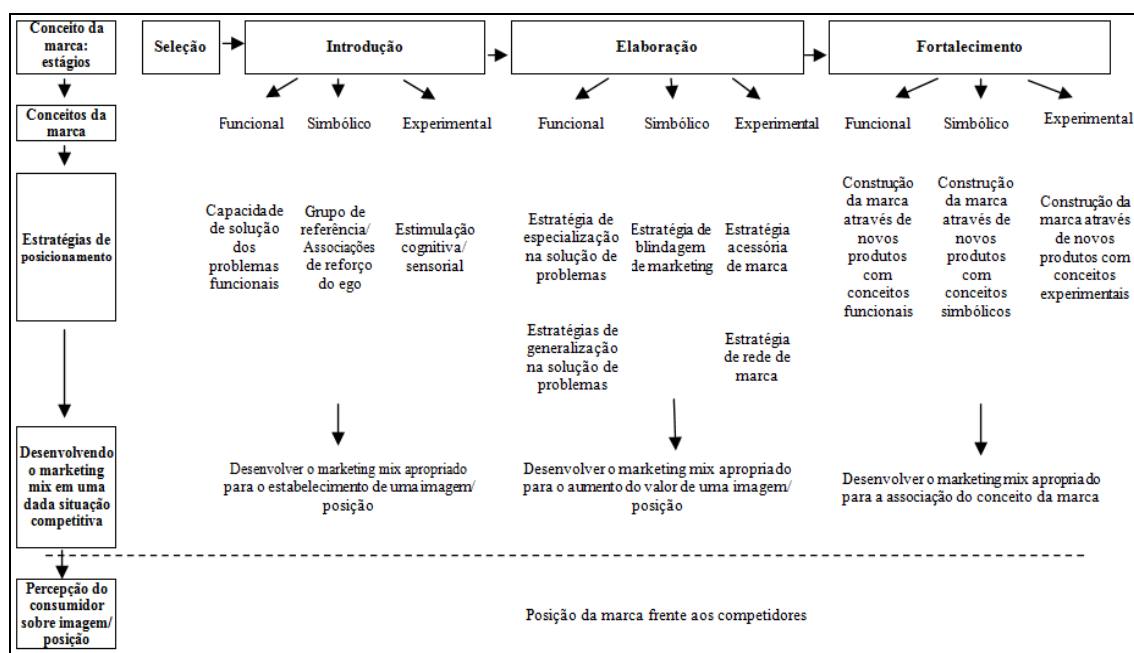 Conceito da
marca:
estágios
Seleção
Introdução
Elaboração
Fortalecimento
Conceitos da
marca
Funcional
Simbólico
Experimental
Funcional
Simbólico
Experimental
Funcional
Simbólico
Experimental
Estratégias de
posicionamento
Capacidade
de solução
dos
problemas
funcionais
Grupo de
referência/
Associações
de reforço
do ego
Estimulação
cognitiva/
sensorial
Estratégia de
especialização
na solução de
problemas
Estratégia de
blindagem
de marketing
Estratégia
acessória
de marca
Estratégias de
generalização
na solução de
problemas
Estratégia
de rede de
marca
Construção
da marca
através de
novos
produtos
com
conceitos
funcionais
Construção
da marca
através de
novos
produtos
com
conceitos
simbólicos
Construção da
marca através
de novos
produtos com
conceitos
experimentais
Desenvolvendo
o marketing
mix em uma
dada situação
competitiva
Desenvolver o marketing mix apropriado
para o estabelecimento de uma imagem/
posição
Desenvolver o marketing mix apropriado
para o aumento do valor de uma imagem/
posição
Desenvolver o marketing mix apropriado
para a associação do conceito da marca
Percepção do
consumidor
sobre imagem/
posição
Posição da marca frente aos competidores